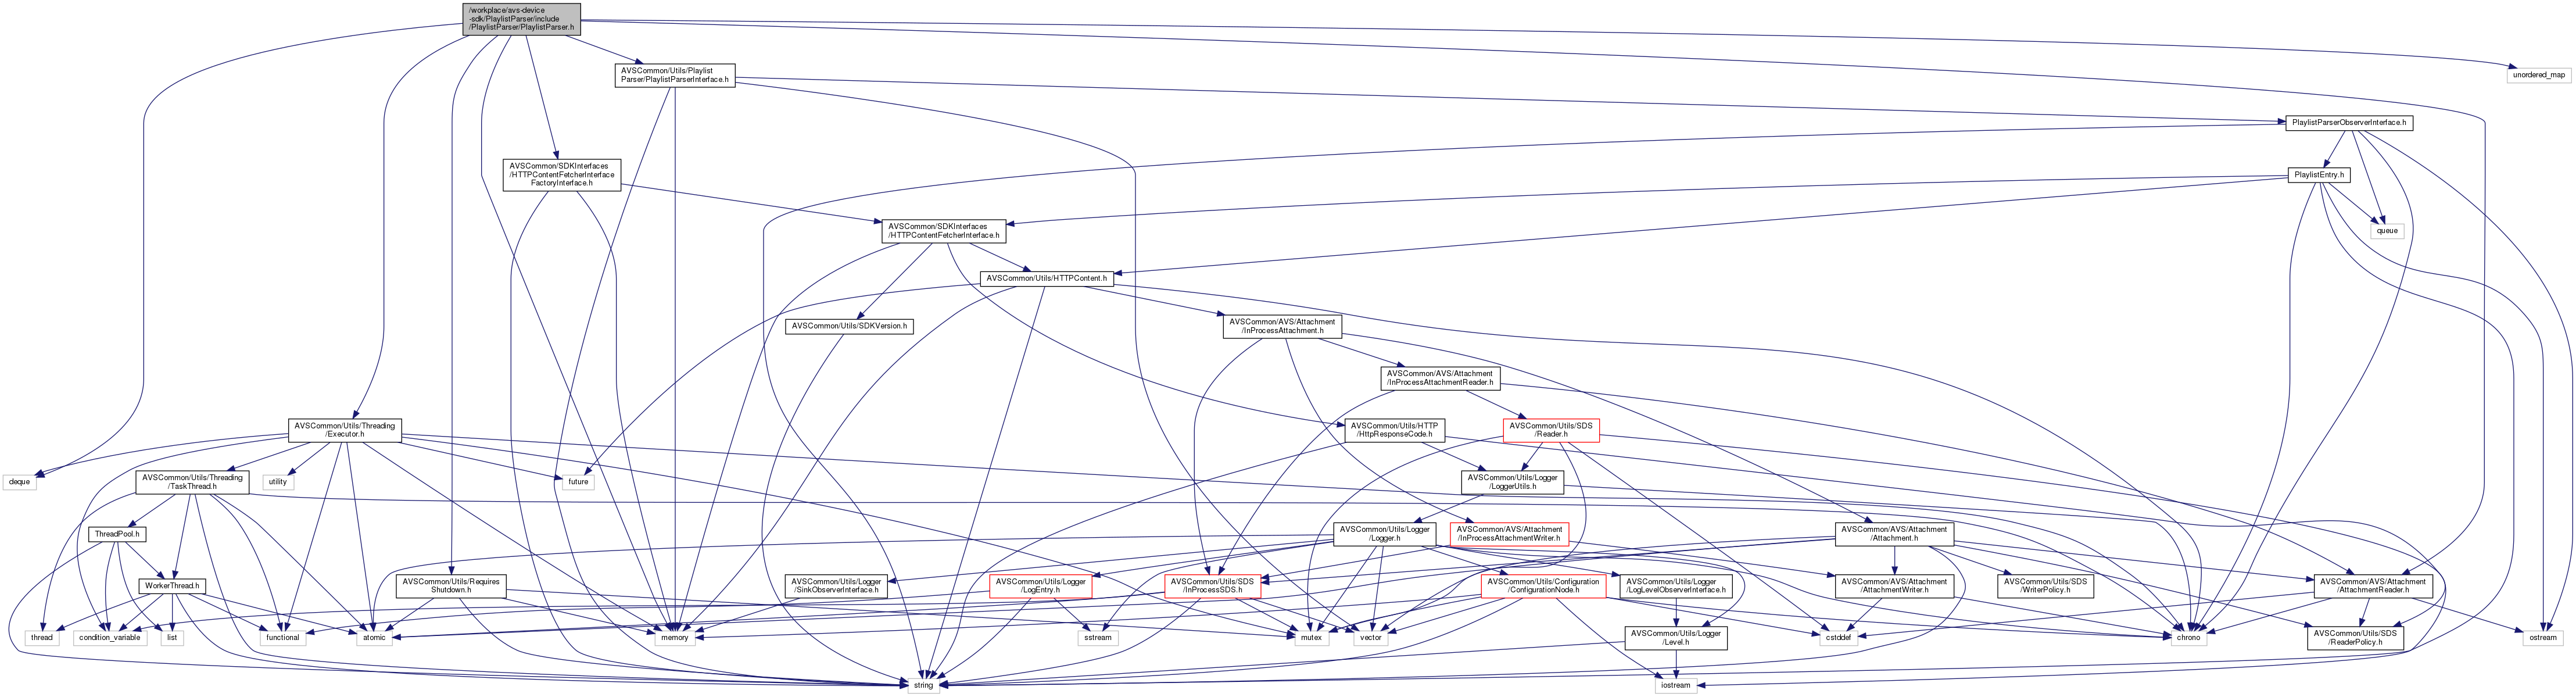 /workplace/avs-device
-sdk/PlaylistParser/include
/PlaylistParser/PlaylistParser.h
AVSCommon/Utils/Playlist
Parser/PlaylistParserInterface.h
unordered_map
PlaylistParserObserverInterface.h
AVSCommon/SDKInterfaces
/HTTPContentFetcherInterface
FactoryInterface.h
PlaylistEntry.h
AVSCommon/SDKInterfaces
/HTTPContentFetcherInterface.h
queue
AVSCommon/Utils/HTTPContent.h
AVSCommon/Utils/SDKVersion.h
AVSCommon/AVS/Attachment
/InProcessAttachment.h
AVSCommon/AVS/Attachment
/InProcessAttachmentReader.h
AVSCommon/Utils/Threading
/Executor.h
AVSCommon/Utils/HTTP
/HttpResponseCode.h
AVSCommon/Utils/SDS
/Reader.h
deque
AVSCommon/Utils/Threading
/TaskThread.h
utility
future
AVSCommon/Utils/Logger
/LoggerUtils.h
ThreadPool.h
AVSCommon/Utils/Logger
/Logger.h
AVSCommon/AVS/Attachment
/InProcessAttachmentWriter.h
AVSCommon/AVS/Attachment
/Attachment.h
WorkerThread.h
AVSCommon/Utils/Requires
Shutdown.h
AVSCommon/Utils/Logger
/SinkObserverInterface.h
AVSCommon/Utils/Logger
/LogEntry.h
AVSCommon/Utils/SDS
/InProcessSDS.h
AVSCommon/Utils/Configuration
/ConfigurationNode.h
AVSCommon/Utils/Logger
/LogLevelObserverInterface.h
AVSCommon/AVS/Attachment
/AttachmentWriter.h
AVSCommon/Utils/SDS
/WriterPolicy.h
AVSCommon/AVS/Attachment
/AttachmentReader.h
thread
condition_variable
list
functional
atomic
memory
sstream
mutex
vector
AVSCommon/Utils/Logger
/Level.h
cstddef
chrono
AVSCommon/Utils/SDS
/ReaderPolicy.h
ostream
string
iostream